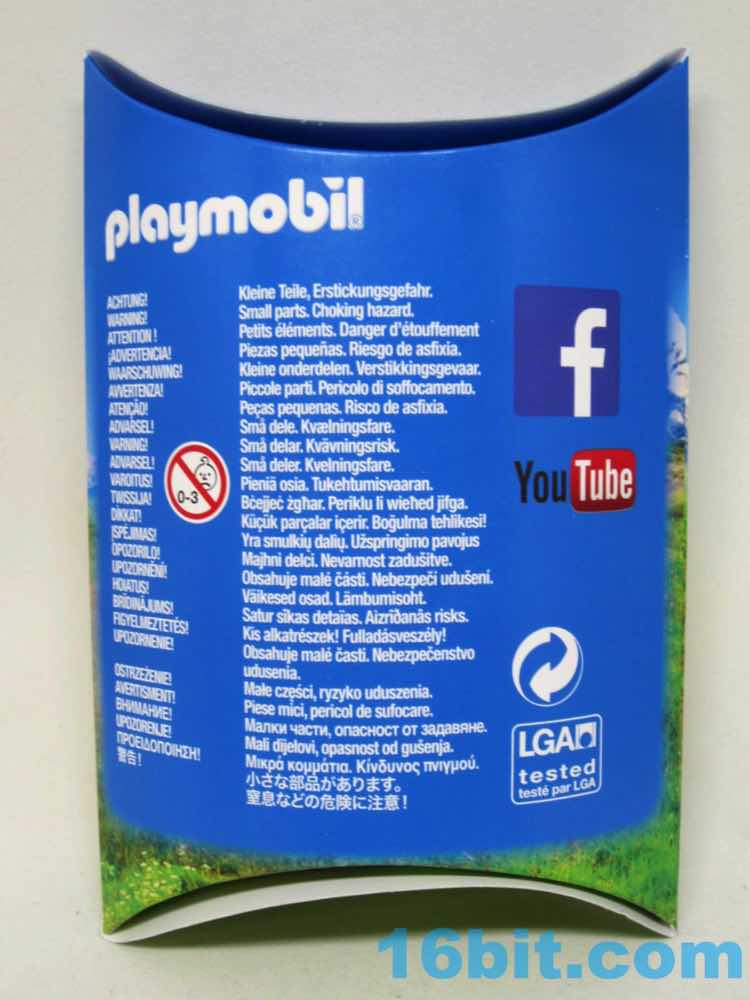 playmobil®
ACHTUNG!
WARNING!
ATTENTION !
¡ADVERTENCIA!
WAARSCHUWING!
AVVERTENZA!
ATENÇÃO!
ADVARSEL!
VARNING!
ADVARSEL!
VAROITUS!
TWISSIJA!
DİKKAT!
ĮSPĖJIMAS!
OPOZORILO!
UPOZORNĚNÍ!
HOIATUS!
BRĪDINĀJUMS!
FIGYELMEZTETÉS!
UPOZORNENIE!
OSTRZEŻENIE!
AVERTISMENT!
ВНИМАНИЕ!
UPOZORENJE!
ΠΡΟΕΙΔΟΠΟΙΗΣΗ!
警告!
0-3
Kleine Teile, Erstickungsgefahr.
Small parts. Choking hazard.
Petits éléments. Danger d'étouffement
Piezas pequeñas. Riesgo de asfixia.
Kleine onderdelen. Verstikkingsgevaar.
Piccole parti. Pericolo di soffocamento.
Peças pequenas. Risco de asfixia.
Små dele. Kvælningsfare.
Små delar. Kvävningsrisk.
Små deler. Kvelningsfare.
Pieniä osia. Tukehtumisvaaran.
Bċejjeċ żgħar. Periklu li wieħed jifga.
Küçük parçalar içerir. Boğulma tehlikesi!
Yra smulkių dalių. Užspringimo pavojus
Majhni delci. Nevarnost zadušitve.
Obsahuje malé části. Nebezpečí udušení.
Väikesed osad. Lämbumisoht.
Satur sīkas detaļas. Aizrīšanās risks.
Kis alkatrészek! Fulladásveszély!
Obsahuje malé časti. Nebezpečenstvo
udusenia.
Małe części, ryzyko uduszenia.
Piese mici, pericol de sufocare.
Малки части, опасност от задавяне.
Mali dijelovi, opasnost od gušenja.
Μικρά κομμάτια. Κίνδυνος πνιγμού.
小さな部品があります。
窒息などの危険に注意!
f
YouTube
LGA
tested
testé par LGA
16bit.com